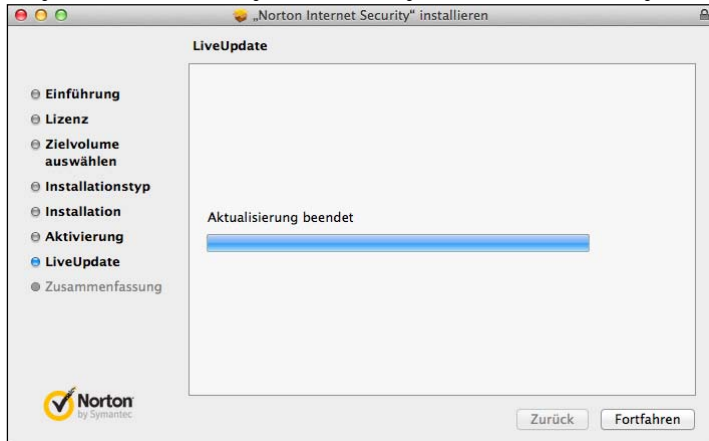 „Norton Internet Security“ installieren
LiveUpdate
Einführung
Lizenz
Zielvolume
auswählen
Installationstyp
Installation
Aktivierung
LiveUpdate
Zusammenfassung
Aktualisierung beendet
Norton
by Symantec
Zurück
Fortfahren